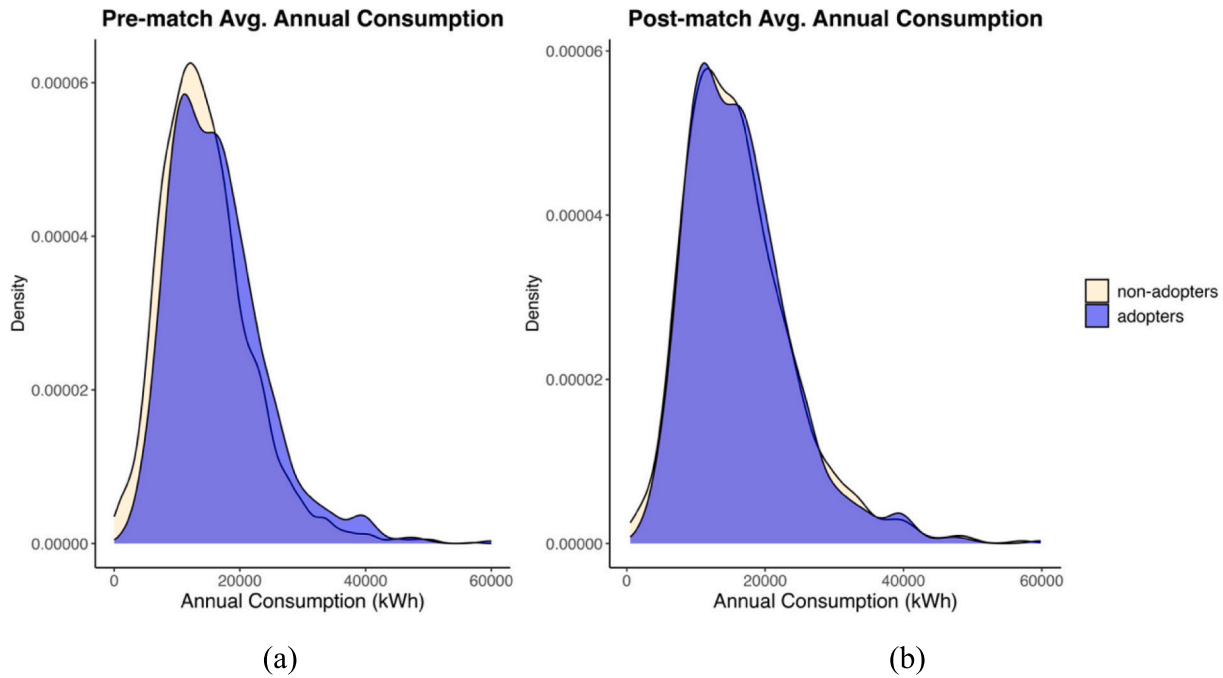 Pre-match Avg. Annual Consumption
0.00006
0.00004
0.00002
0.00000
Density
0
20000
40000
60000
Annual Consumption (kWh)
(a)
Post-match Avg. Annual Consumption
0.00006
0.00004
0.00002
0.00000
Density
0
20000
40000
60000
Annual Consumption (kWh)
(b)
non-adopters
adopters